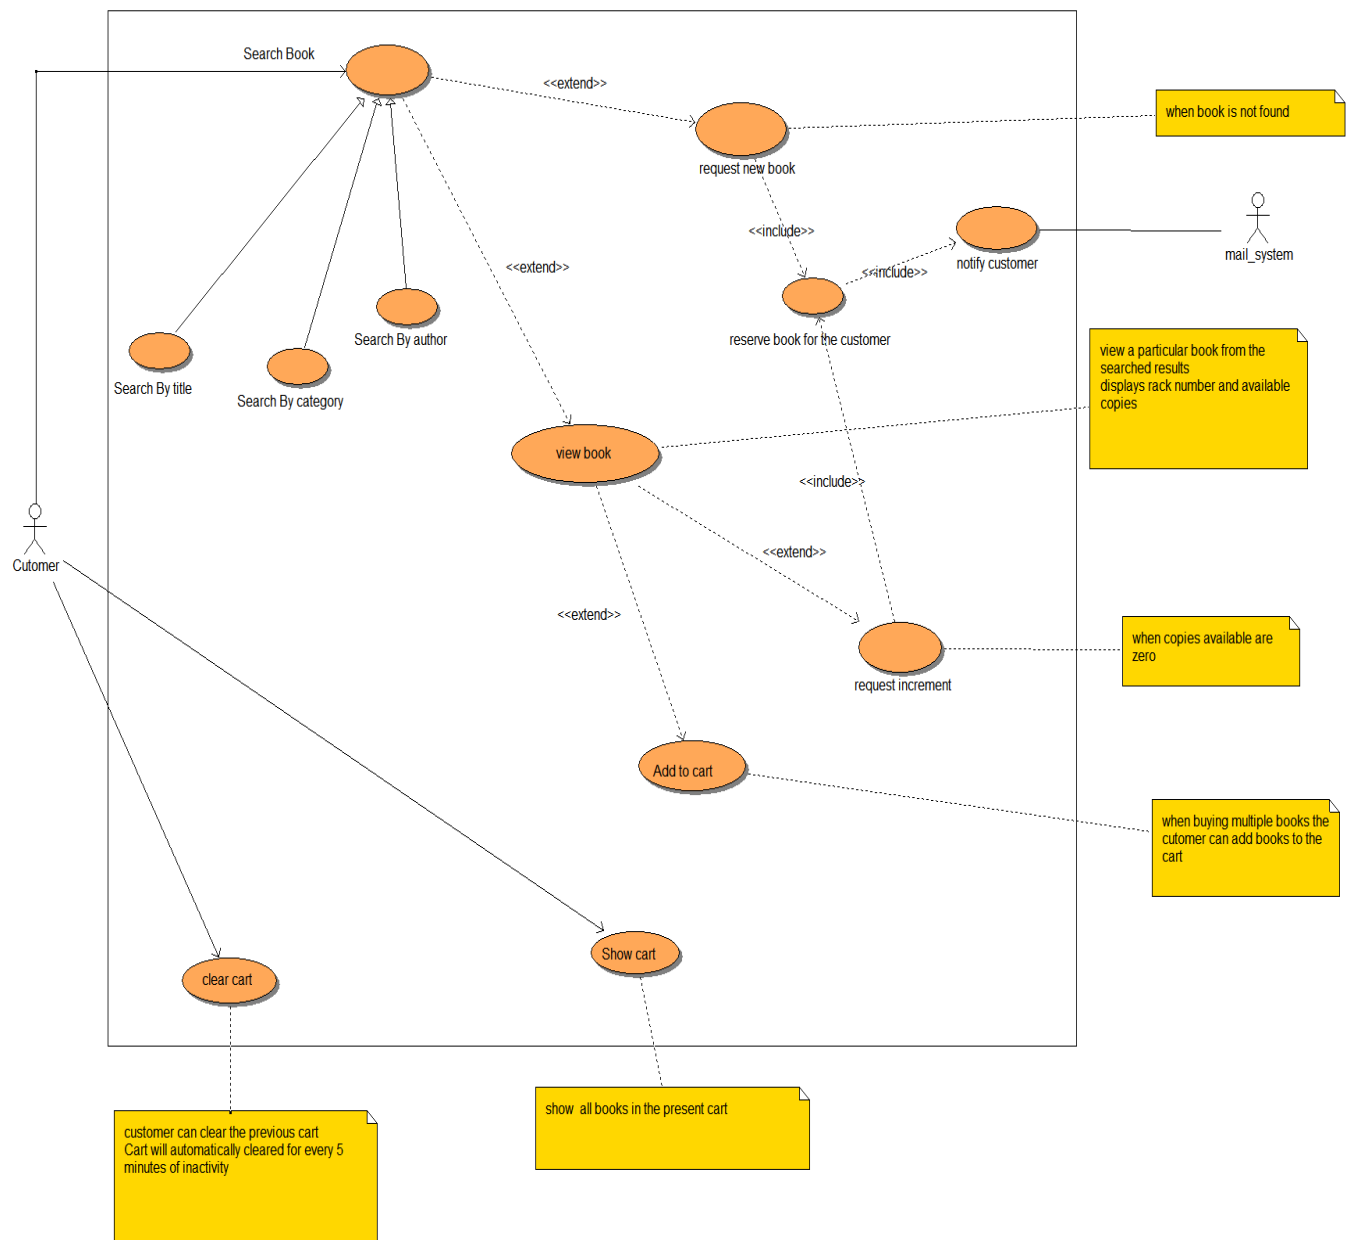 Search Book
<<extend>>
when book is not found
request new book
<<include>>
notify customer
mail_system
<<extend>>
<<include>>
reserve book for the customer
Search By author
Search By title
Search By category
view a particular book from the
searched results
displays rack number and available
copies
view book
<<include>>
Cutomer
<<extend>>
<<extend>>
when copies available are
zero
request increment
Add to cart
when buying multiple books the
cutomer can add books to the
cart
Show cart
clear cart
show all books in the present cart
customer can clear the previous cart
Cart will automatically cleared for every 5
minutes of inactivity